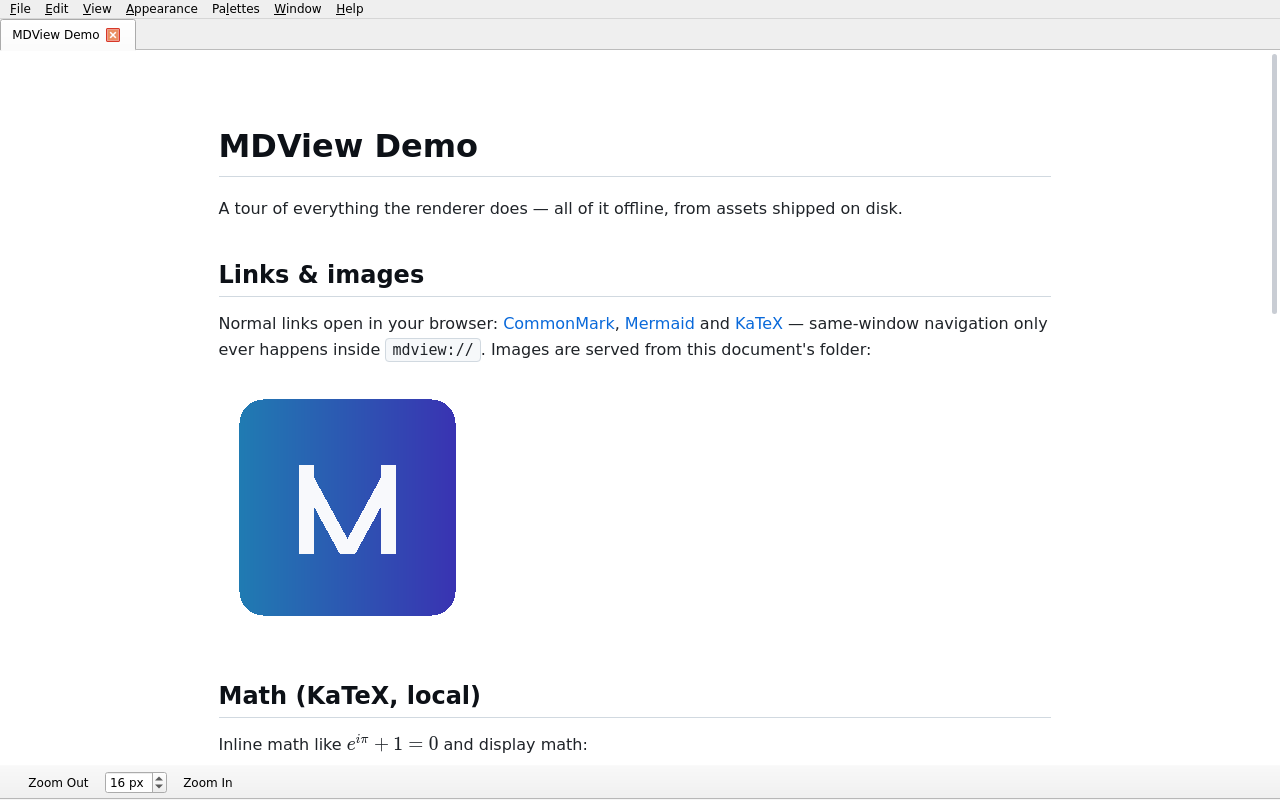 File Edit View Appearance Palettes Window Help
MDView Demo
MDView Demo
A tour of everything the renderer does — all of it offline, from assets shipped on disk.
Links & images
Normal links open in your browser: CommonMark, Mermaid and KaTeX — same-window navigation only
ever happens inside mdview://. Images are served from this document's folder:
M
Math (KaTeX, local)
Inline math like e^{iπ} + 1 = 0 and display math:
Zoom Out 16 px Zoom In